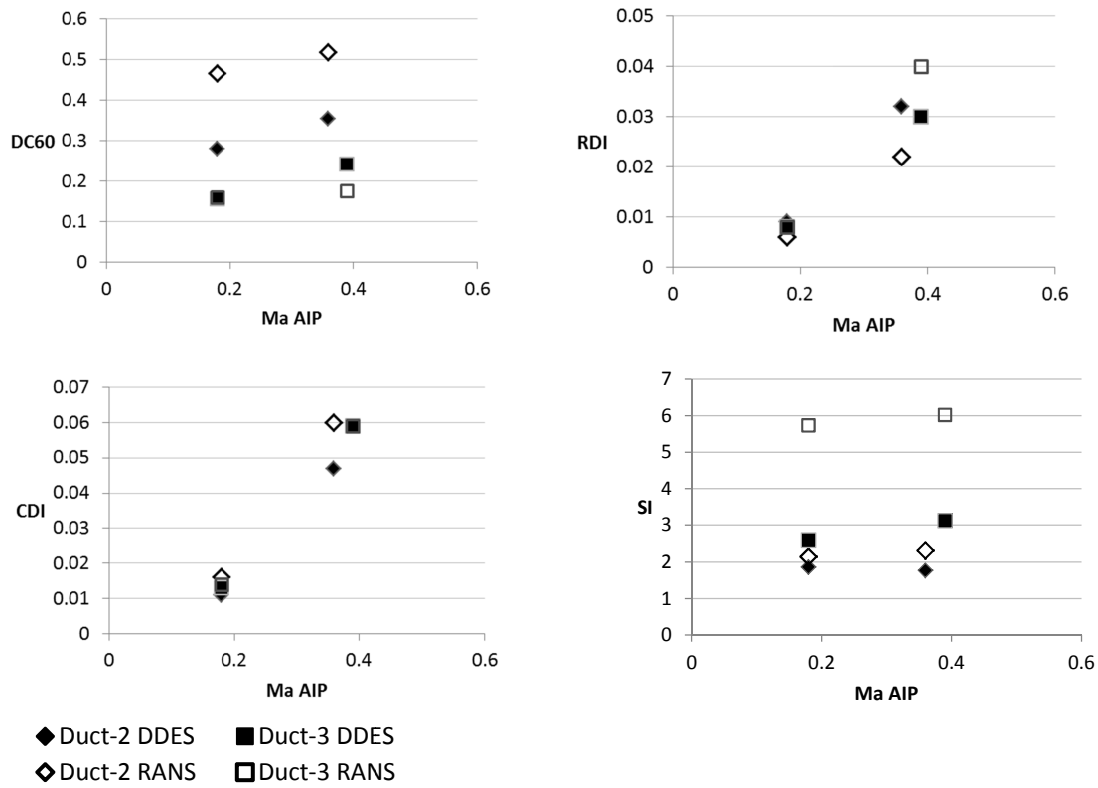 0.6
0.5
0.4
DC60 0.3
0.2
0.1
0
0 0.2 0.4 0.6
Ma AIP
0.05
0.04
0.03
RDI
0.02
0.01
0
0 0.2 0.4 0.6
Ma AIP
0.07
0.06
0.05
0.04
CDI
0.03
0.02
0.01
0
0 0.2 0.4 0.6
Ma AIP
7
6
5
4
SI
3
2
1
0
0 0.2 0.4 0.6
Ma AIP
Duct-2 DDES Duct-3 DDES
Duct-2 RANS Duct-3 RANS